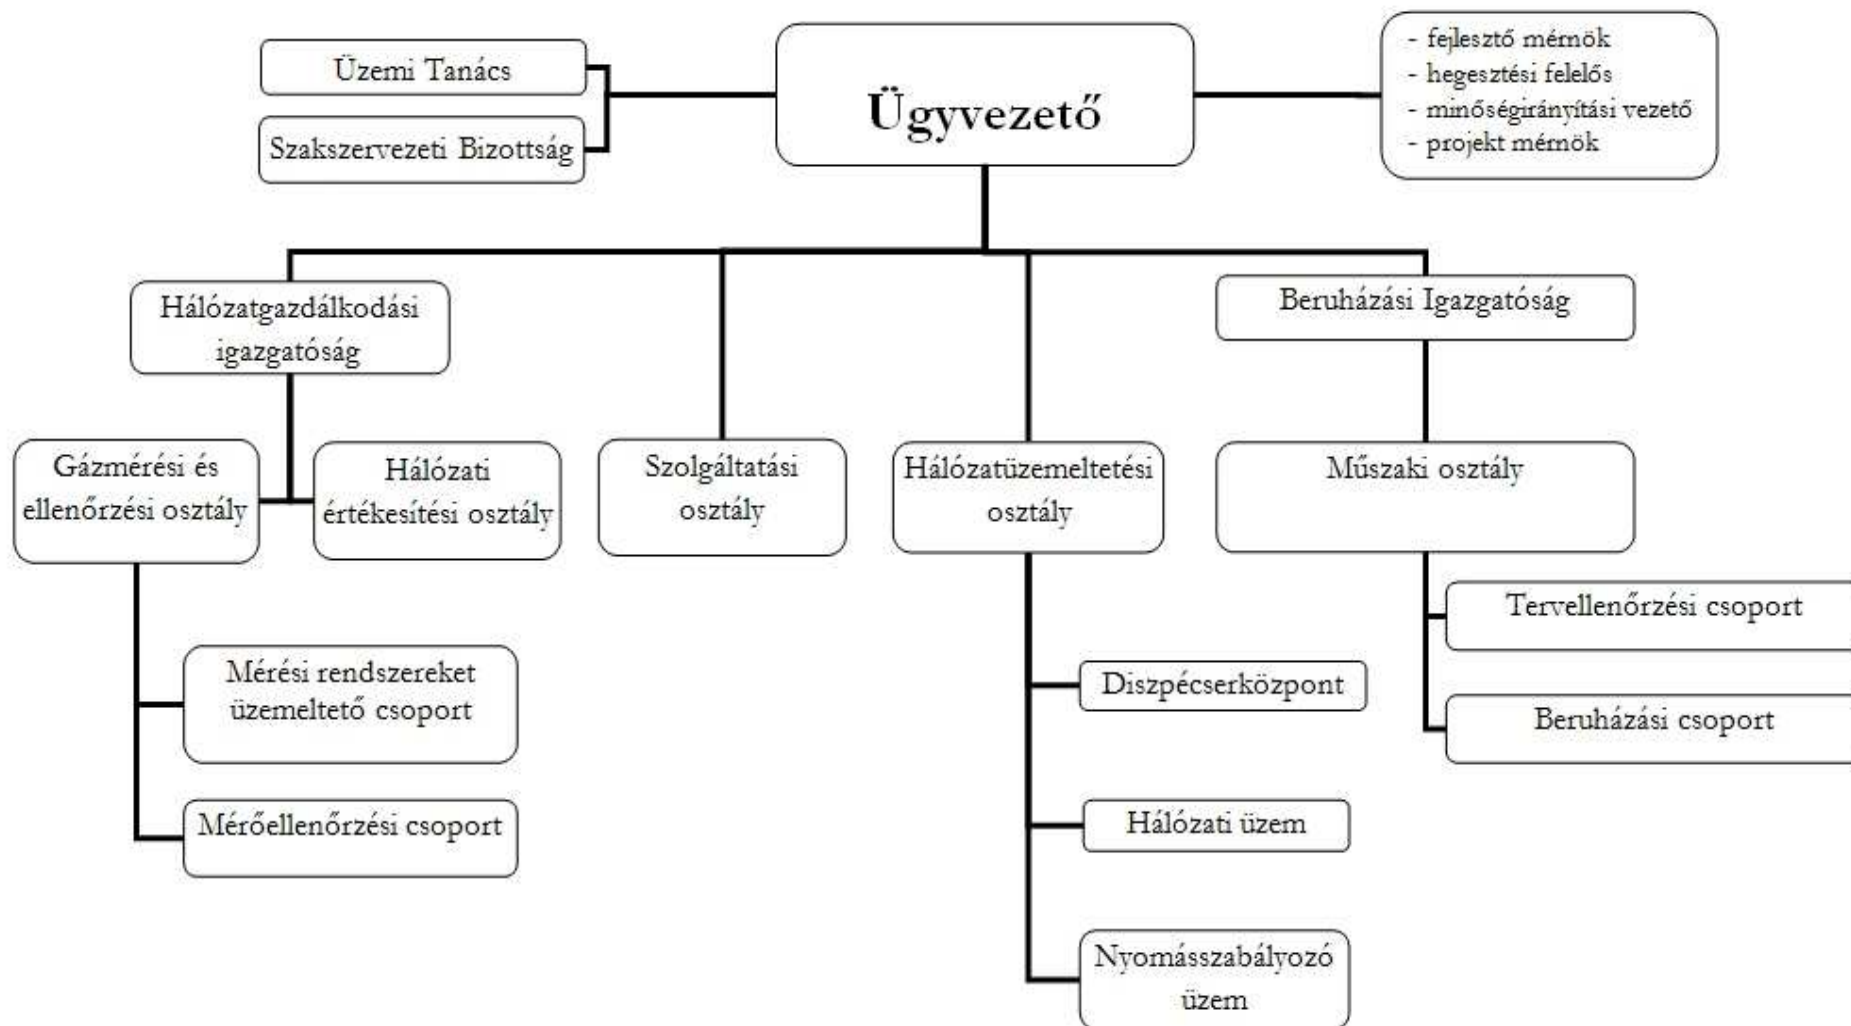 Üzemi Tanács
Szakszervezeti Bizottság
Ügyvezető
- fejlesztő mérnök
- hegesztési felelős
- minőségirányítási vezető
- projekt mérnök
Hálózatgazdálkodási
igazgatóság
Beruházási Igazgatóság
Gázmérési és
ellenőrzési osztály
Hálózati
értékesítési osztály
Szolgáltatási
osztály
Hálózatüzemeltetési
osztály
Műszaki osztály
Mérési rendszereket
üzemeltető csoport
Mérőellenőrzési csoport
Diszpécserközpont
Hálózati üzem
Nyomásszabályozó
üzem
Tervellenőrzési csoport
Beruházási csoport